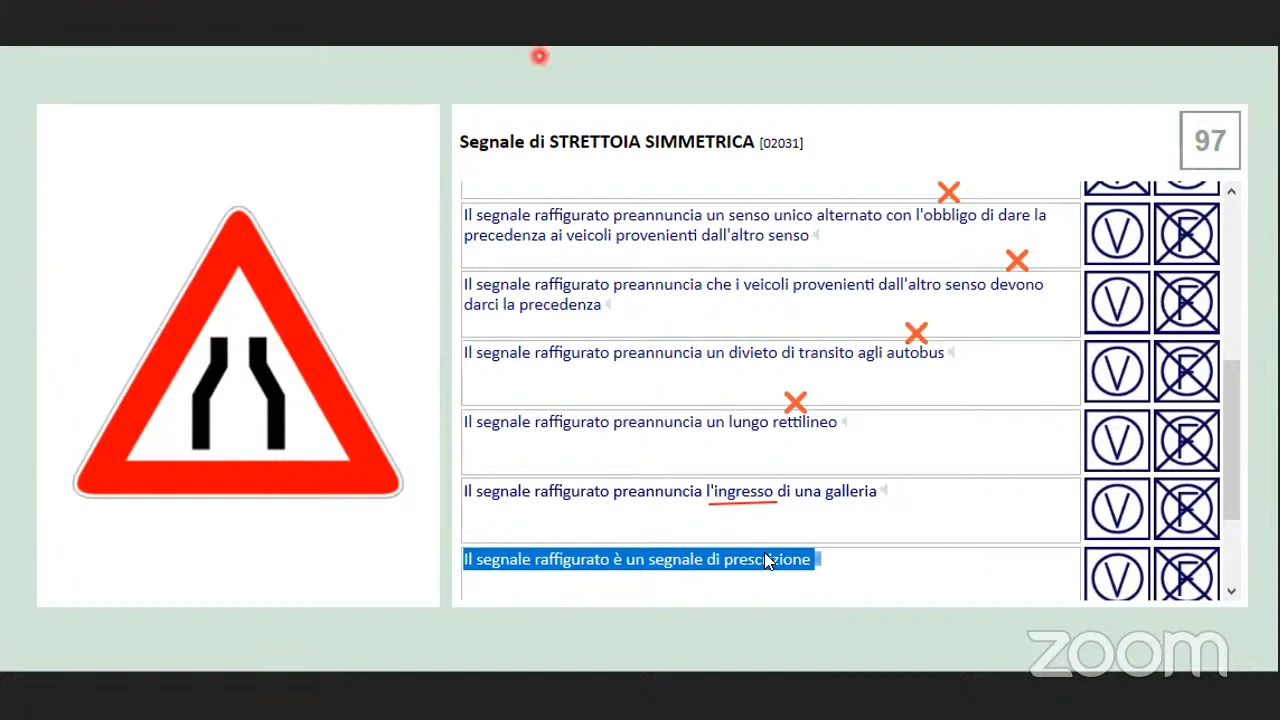 Segnale di STRETTOIA SIMMETRICA [02031]
97
Il segnale raffigurato preannuncia un senso unico alternato con l'obbligo di dare la
precedenza ai veicoli provenienti dall'altro senso
V F
Il segnale raffigurato preannuncia che i veicoli provenienti dall'altro senso devono
darci la precedenza
V F
Il segnale raffigurato preannuncia un divieto di transito agli autobus
V F
Il segnale raffigurato preannuncia un lungo rettilineo
V F
Il segnale raffigurato preannuncia l'ingresso di una galleria
V F
Il segnale raffigurato è un segnale di prescrizione
V F
zoom